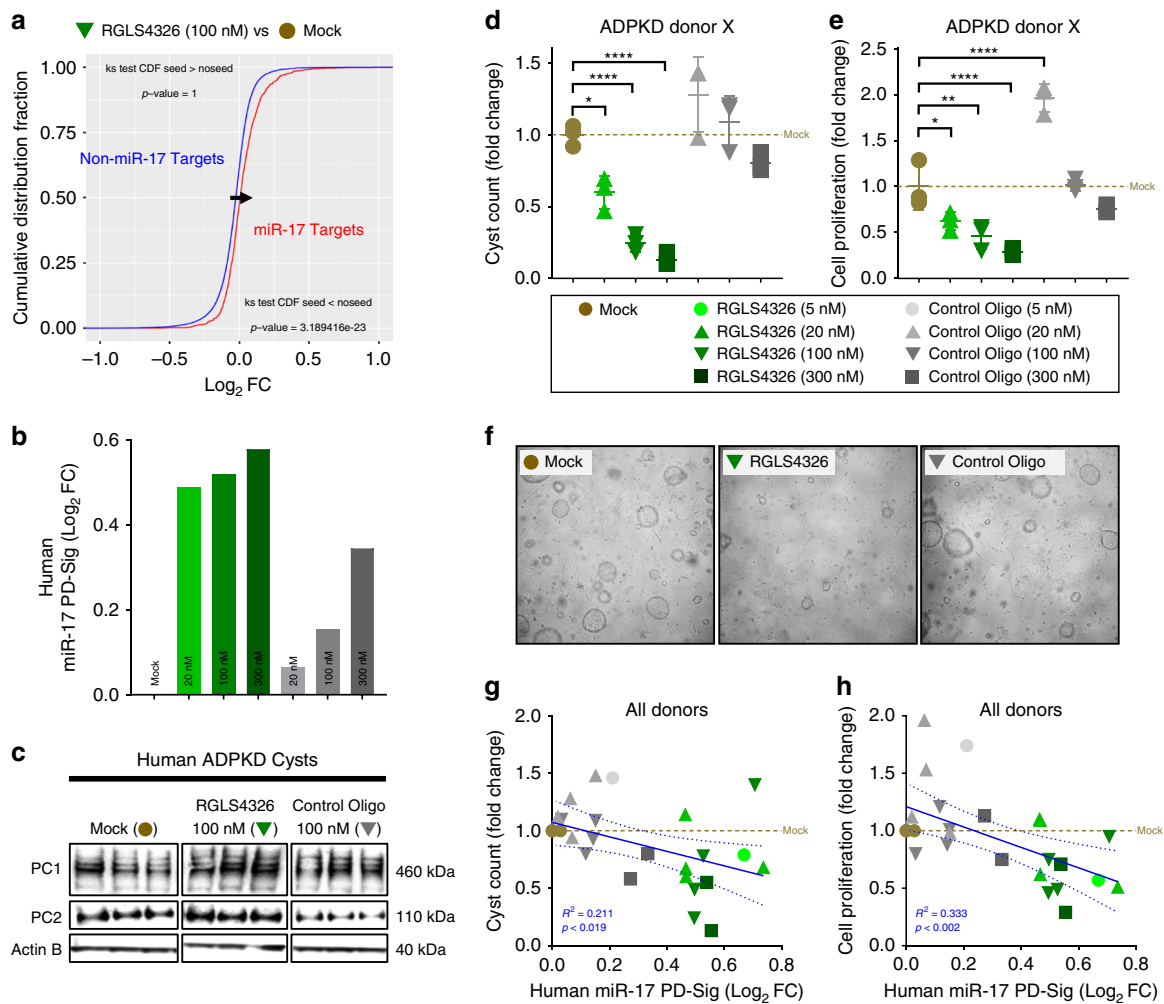 a
RGLS4326 (100 nM) vs Mock
Cumulative distribution fraction
1.00
0.75
0.50
0.25
0.00
ks test CDF seed > noseed
p–value = 1
Non-miR-17 Targets
miR-17 Targets
ks test CDF seed < noseed
p–value = 3.189416e-23
–1.0
–0.5
0.0
0.5
1.0
Log2 FC
b
Human
miR-17 PD-Sig (Log2 FC)
0.6
0.4
0.2
0.0
Mock
20 nM
100 nM
300 nM
20 nM
100 nM
300 nM
c
Human ADPKD Cysts
Mock ( )
RGLS4326
100 nM ( )
Control Oligo
100 nM ( )
PC1
460 kDa
PC2
110 kDa
Actin B
40 kDa
d
ADPKD donor X
Cyst count (fold change)
1.5
1.0
0.5
0.0
****
****
*
Mock
e
ADPKD donor X
Cell proliferation (fold change)
2.5
2.0
1.5
1.0
0.5
0.0
****
****
**
*
Mock
Mock
RGLS4326 (5 nM)
RGLS4326 (20 nM)
RGLS4326 (100 nM)
RGLS4326 (300 nM)
Control Oligo (5 nM)
Control Oligo (20 nM)
Control Oligo (100 nM)
Control Oligo (300 nM)
f
Mock
RGLS4326
Control Oligo
g
All donors
Cyst count (fold change)
2.0
1.5
1.0
0.5
0.0
Mock
R2 = 0.211
p < 0.019
0.0
0.2
0.4
0.6
0.8
Human miR-17 PD-Sig (Log2 FC)
h
All donors
Cell proliferation (fold change)
2.0
1.5
1.0
0.5
0.0
Mock
R2 = 0.333
p < 0.002
0.0
0.2
0.4
0.6
0.8
Human miR-17 PD-Sig (Log2 FC)